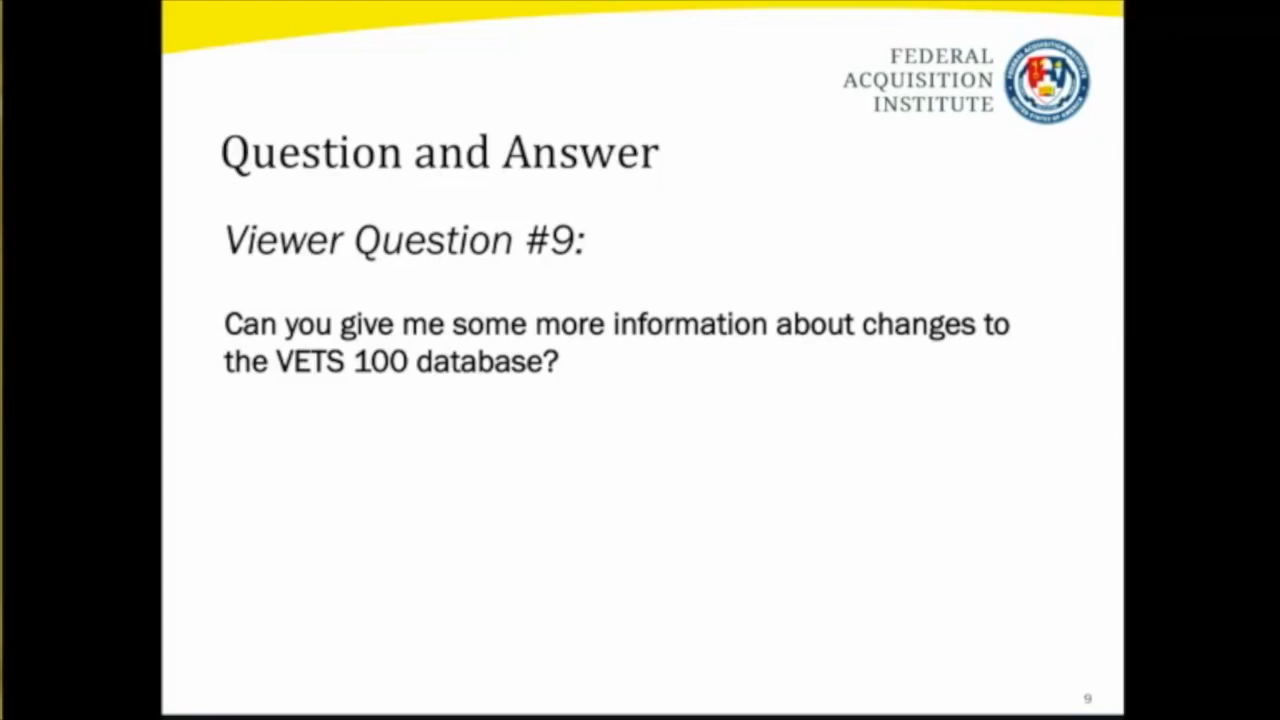 FEDERAL
ACQUISITION
INSTITUTE
Question and Answer
Viewer Question #9:
Can you give me some more information about changes to
the VETS 100 database?
9